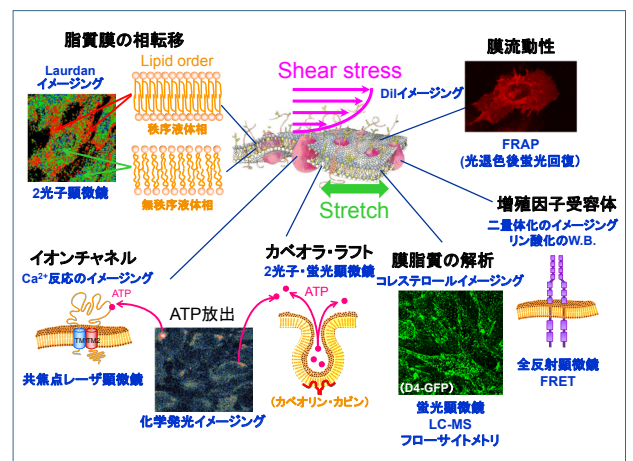 脂質膜の相転移
Laurdan
イメージング
Lipid order
秩序液体相
無秩序液体相
2光子顕微鏡
Shear stress
Stretch
膜流動性
DiIイメージング
FRAP
(光退色後蛍光回復)
増殖因子受容体
二量体化のイメージング
リン酸化のW.B.
全反射顕微鏡
FRET
イオンチャネル
Ca²⁺反応のイメージング
ATP
TM1
TM2
共焦点レーザ顕微鏡
ATP放出
化学発光イメージング
カベオラ・ラフト
2光子・蛍光顕微鏡
ATP
(カベオリン・カビン)
膜脂質の解析
コレステロールイメージング
(D4-GFP)
蛍光顕微鏡
LC-MS
フローサイトメトリ